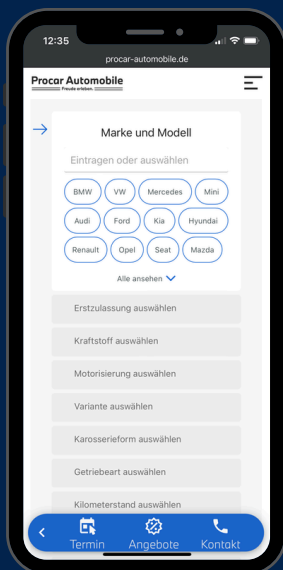 12:35
procar-automobile.de
Procar Automobile
Freude erleben.
Marke und Modell
Eintragen oder auswählen
BMW VW Mercedes Mini
Audi Ford Kia Hyundai
Renault Opel Seat Mazda
Alle ansehen
Erstzulassung auswählen
Kraftstoff auswählen
Motorisierung auswählen
Variante auswählen
Karosserieform auswählen
Getriebeart auswählen
Kilometerstand auswählen
Termin Angebote Kontakt